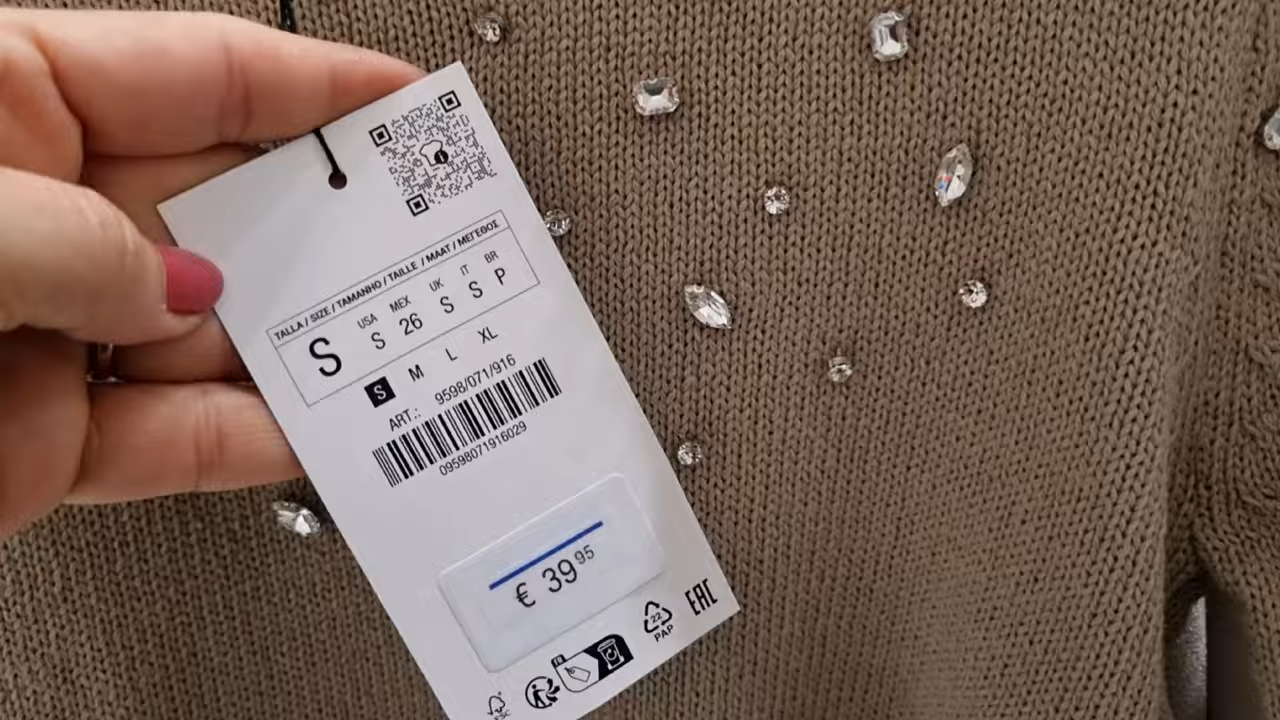 TALLA / SIZE / TAMANHO / TAILLE / MAAT / ΜΕΓΕΘΟΣ
USA MEX UK IT BR
S S 26 S S P
S M L XL
ART.: 9598/071/916
09598071916029
€ 39 95
22
PAP
EAC
FR